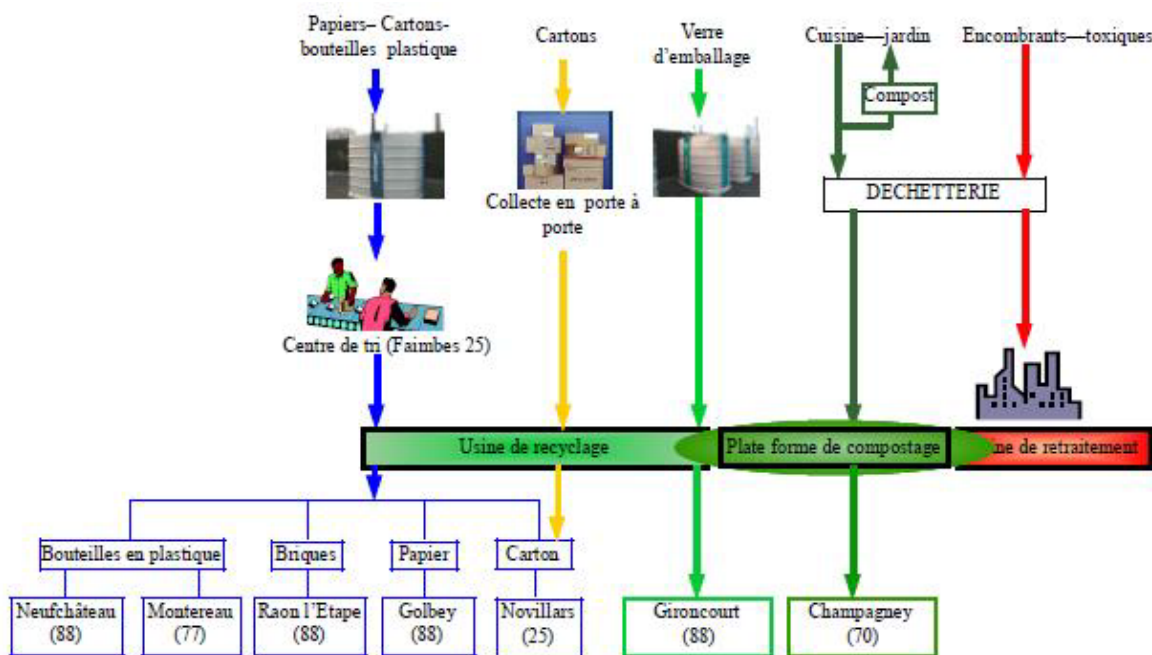 Papiers– Cartons-
bouteilles plastique
Cartons
Verre
d'emballage
Cuisine—jardin
Encombrants—toxiques
Compost
Collecte en porte à
porte
DECHETTERIE
Centre de tri (Faimbes 25)
Usine de recyclage
Plate forme de compostage
ine de retraitement
Bouteilles en plastique
Briques
Papier
Carton
Neufchâteau
(88)
Montereau
(77)
Raon l'Etape
(88)
Golbey
(88)
Novillars
(25)
Gironcourt
(88)
Champagney
(70)